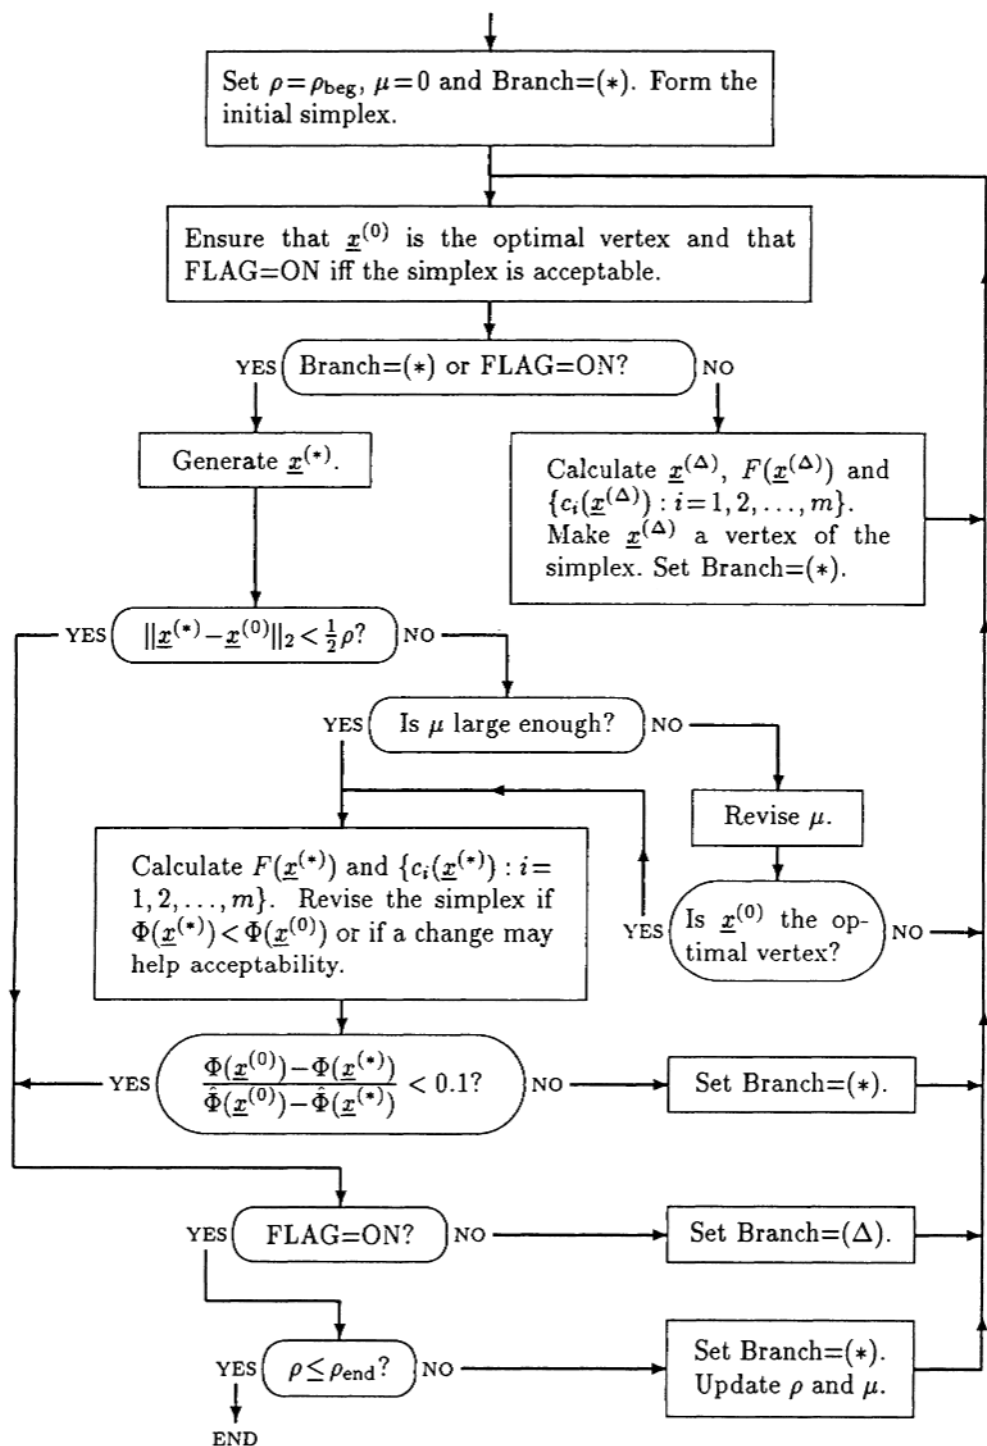 Set ρ=ρ_beg, μ=0 and Branch=(∗). Form the
initial simplex.
Ensure that x̲^(0) is the optimal vertex and that
FLAG=ON iff the simplex is acceptable.
YES
Branch=(∗) or FLAG=ON?
NO
Generate x̲^(∗).
Calculate x̲^(Δ), F(x̲^(Δ)) and
{c_i(x̲^(Δ) : i=1, 2, …, m}.
Make x̲^(Δ) a vertex of the
simplex. Set Branch=(∗).
YES
||x̲^(∗)−x̲^(0)||_2 < ½ρ?
NO
YES
Is μ large enough?
NO
Revise μ.
Calculate F(x̲^(∗)) and {c_i(x̲^(∗)) : i=
1, 2, …, m}. Revise the simplex if
Φ(x̲^(∗)) < Φ(x̲^(0)) or if a change may
help acceptability.
YES
Is x̲^(0) the op-
timal vertex?
NO
YES
Φ(x̲^(0))−Φ(x̲^(∗))
Φ̂(x̲^(0))−Φ̂(x̲^(∗))
< 0.1?
NO
Set Branch=(∗).
YES
FLAG=ON?
NO
Set Branch=(Δ).
YES
ρ≤ρ_end?
NO
Set Branch=(∗).
Update ρ and μ.
END